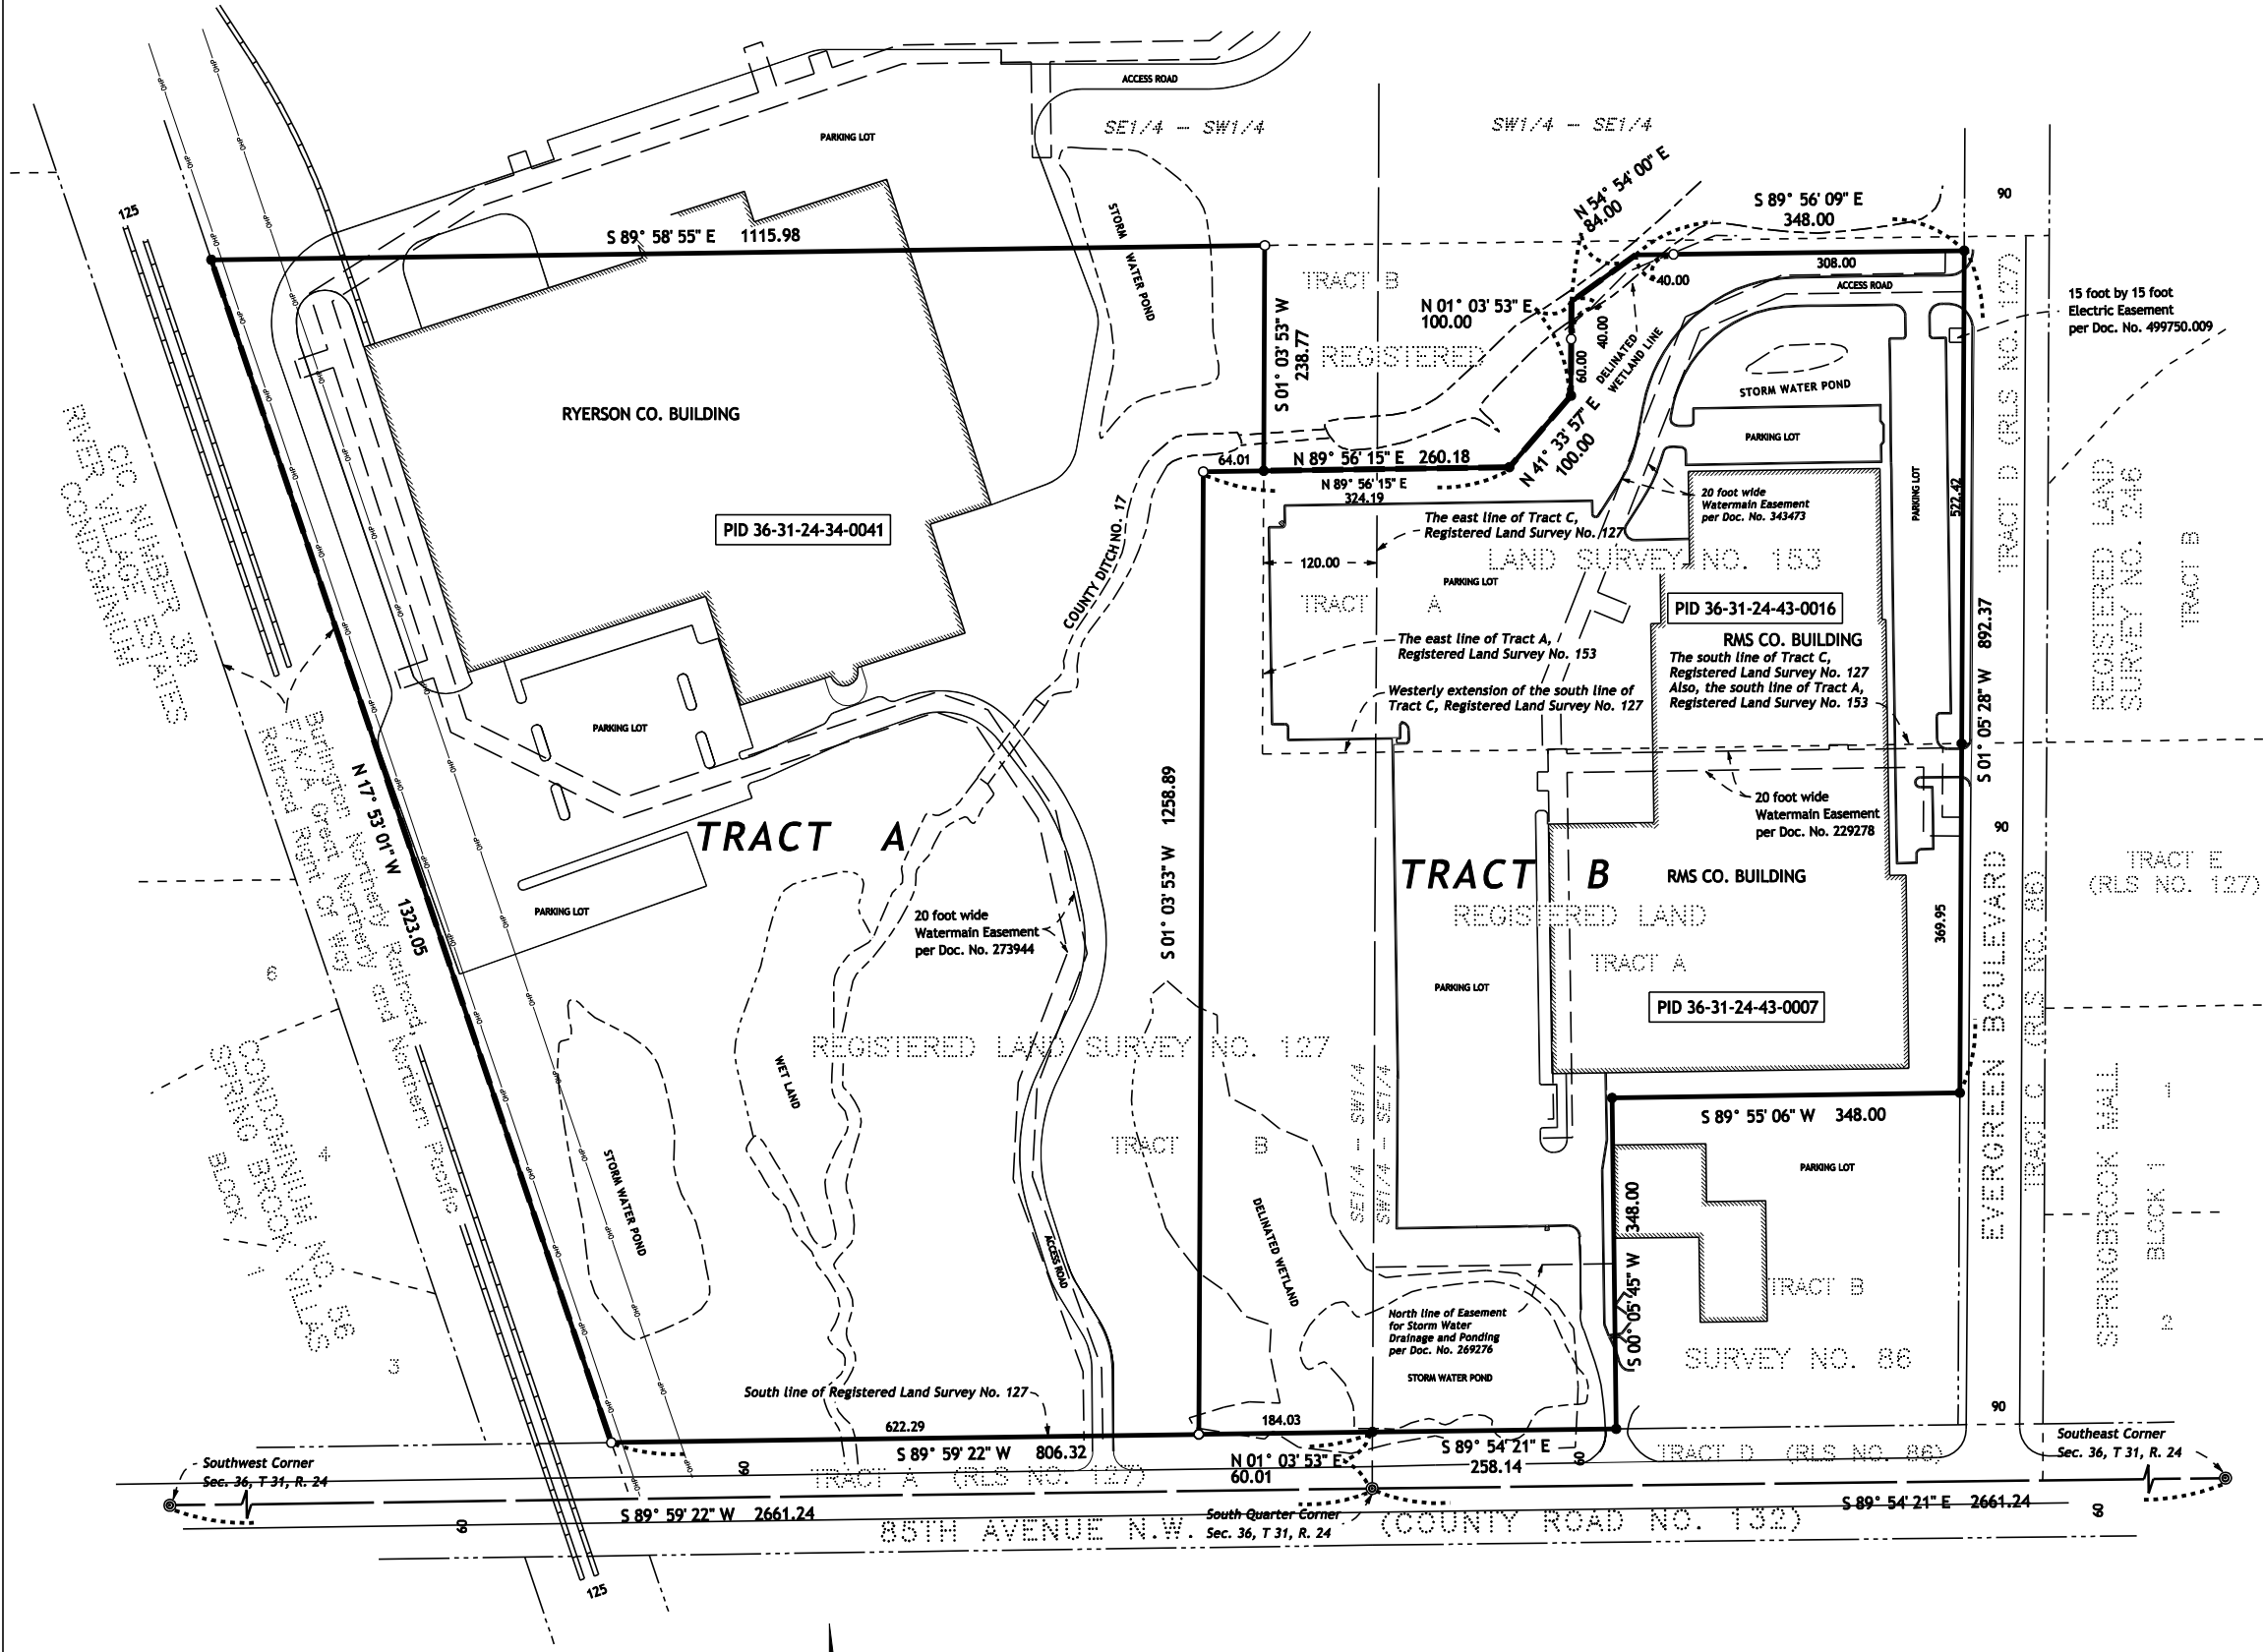 ACCESS ROAD
PARKING LOT
SE1/4 - SW1/4
SW1/4 - SE1/4
N 54° 54' 00" E
84.00
S 89° 56' 09" E
348.00
90
125
S 89° 58' 55" E 1115.98
STORM WATER POND
TRACT B
308.00
40.00
ACCESS ROAD
15 foot by 15 foot
Electric Easement
per Doc. No. 499750.009
N 01° 03' 53" E
100.00
40.00
60.00
DELINATED
WETLAND LINE
S 01° 03' 53" W
238.77
REGISTERED
STORM WATER POND
TRACT D (RLS NO. 127)
RYERSON CO. BUILDING
PARKING LOT
N 41° 33' 57" E
100.00
64.01
N 89° 56' 15" E 260.18
N 89° 56' 15" E
324.19
20 foot wide
Watermain Easement
per Doc. No. 343473
PARKING LOT
522.42
REGISTERED LAND
SURVEY NO. 246
TRACT B
CIC NUMBER 38
RIVER VILLAGE ESTATES
CONDOMINIUM
PID 36-31-24-34-0041
COUNTY DITCH NO. 17
The east line of Tract C,
Registered Land Survey No. 127
120.00
LAND SURVEY NO. 153
PARKING LOT
TRACT A
PID 36-31-24-43-0016
RMS CO. BUILDING
The east line of Tract A,
Registered Land Survey No. 153
The south line of Tract C,
Registered Land Survey No. 127
Also, the south line of Tract A,
Registered Land Survey No. 153
S 01° 05' 28" W 892.37
Westerly extension of the south line of
Tract C, Registered Land Survey No. 127
PARKING LOT
Burlington Northerly Railroad
F/K/A Great Northerly and Northern Pacific
Railroad Right of Way
N 17° 53' 01" W 1323.05
S 01° 03' 53" W 1258.89
20 foot wide
Watermain Easement
per Doc. No. 229278
90
TRACT A
TRACT B
RMS CO. BUILDING
TRACT E
(RLS NO. 127)
PARKING LOT
20 foot wide
Watermain Easement
per Doc. No. 273944
REGISTERED LAND
369.95
EVERGREEN BOULEVARD
TRACT C (RLS NO. 86)
6
TRACT A
PARKING LOT
PID 36-31-24-43-0007
REGISTERED LAND SURVEY NO. 127
WET LAND
SE1/4 - SW1/4
SW1/4 - SE1/4
CONDOMINIUM NO. 56
SPRING BROOK VILLAS
BLOCK 1
4
3
S 89° 55' 06" W 348.00
SPRINGBROOK MALL
BLOCK 1
1
2
TRACT B
PARKING LOT
STORM WATER POND
ACCESS ROAD
DELINATED WETLAND
S 00° 05' 45" W 348.00
TRACT B
North line of Easement
for Storm Water
Drainage and Ponding
per Doc. No. 269276
STORM WATER POND
SURVEY NO. 86
South line of Registered Land Survey No. 127
622.29
184.03
90
S 89° 59' 22" W 806.32
N 01° 03' 53" E
60.01
S 89° 54' 21" E
258.14
TRACT D (RLS NO. 86)
Southeast Corner
Sec. 36, T 31, R. 24
Southwest Corner
Sec. 36, T 31, R. 24
60
TRACT A (RLS NO. 127)
60
S 89° 59' 22" W 2661.24
South Quarter Corner
Sec. 36, T 31, R. 24
S 89° 54' 21" E 2661.24
60
85TH AVENUE N.W.
(COUNTY ROAD NO. 132)
60
125